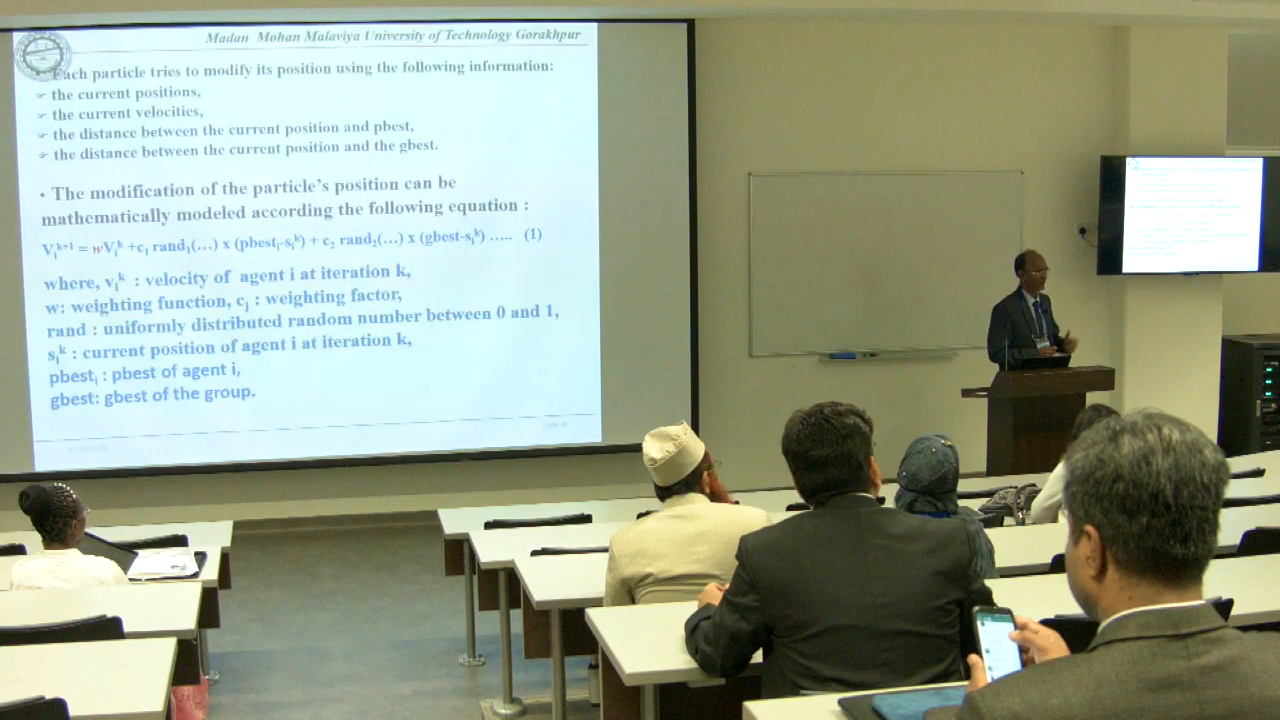 Madan Mohan Malaviya University of Technology Gorakhpur
Each particle tries to modify its position using the following information:
☞ the current positions,
☞ the current velocities,
☞ the distance between the current position and pbest,
☞ the distance between the current position and the gbest.
• The modification of the particle's position can be
mathematically modeled according the following equation :
Vᵢᵏ⁺¹ = wVᵢᵏ +c₁ rand₁(…) x (pbestᵢ-sᵢᵏ) + c₂ rand₂(…) x (gbest-sᵢᵏ) ….. (1)
where, vᵢᵏ : velocity of agent i at iteration k,
w: weighting function, cⱼ : weighting factor,
rand : uniformly distributed random number between 0 and 1,
sᵢᵏ : current position of agent i at iteration k,
pbestᵢ : pbest of agent i,
gbest: gbest of the group.